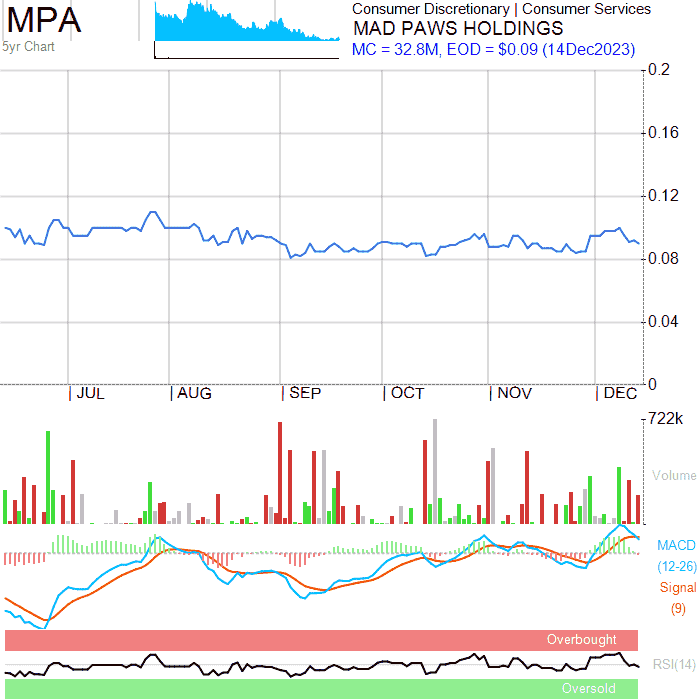 MPA
5yr Chart
Consumer Discretionary | Consumer Services
MAD PAWS HOLDINGS
MC = 32.8M, EOD = $0.09 (14Dec2023)
0.2
0.16
0.12
0.08
0.04
0
JUL AUG SEP OCT NOV DEC
722k
Volume
MACD
(12-26)
Signal
(9)
Overbought
RSI(14)
Oversold